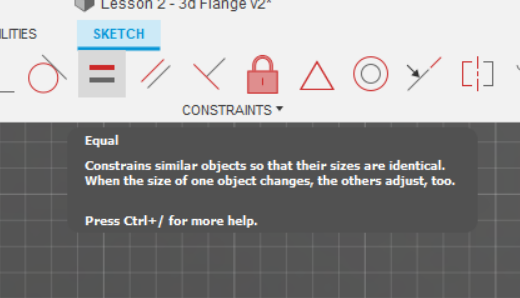 Lesson 2 - 3d Flange v2*
LITIES
SKETCH
CONSTRAINTS
Equal
Constrains similar objects so that their sizes are identical.
When the size of one object changes, the others adjust, too.
Press Ctrl+/ for more help.